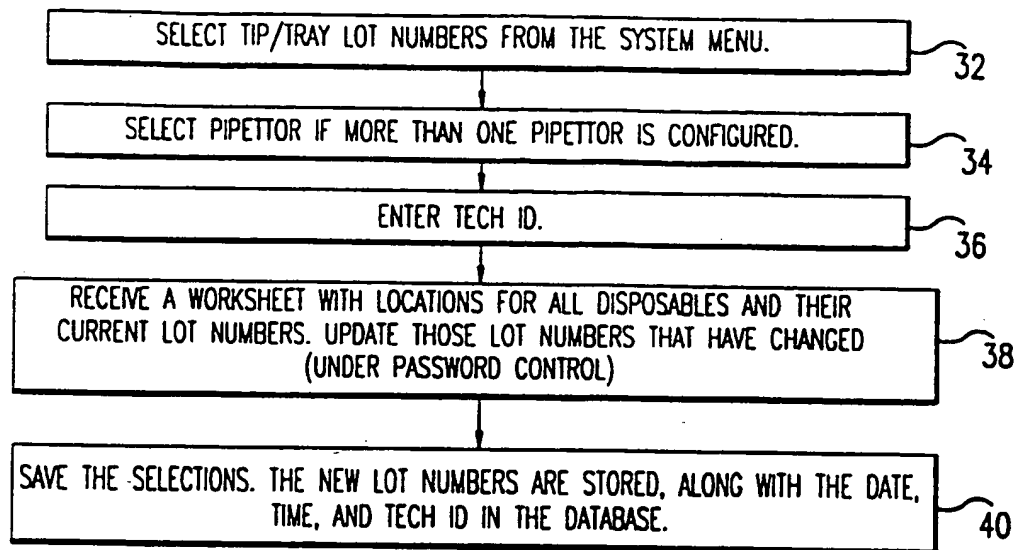 SELECT TIP/TRAY LOT NUMBERS FROM THE SYSTEM MENU.
32
SELECT PIPETTOR IF MORE THAN ONE PIPETTOR IS CONFIGURED.
34
ENTER TECH ID.
36
RECEIVE A WORKSHEET WITH LOCATIONS FOR ALL DISPOSABLES AND THEIR
CURRENT LOT NUMBERS. UPDATE THOSE LOT NUMBERS THAT HAVE CHANGED
(UNDER PASSWORD CONTROL)
38
SAVE THE SELECTIONS. THE NEW LOT NUMBERS ARE STORED, ALONG WITH THE DATE,
TIME, AND TECH ID IN THE DATABASE.
40